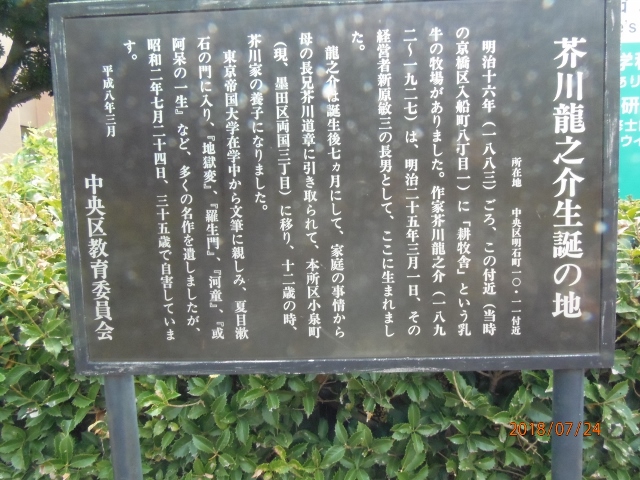 芥川龍之介生誕の地
所在地　中央区明石町一〇・一一付近
明治十六年（一八八三）ごろ、この付近（当時
の京橋区入船町八丁目一）に「耕牧舎」という乳
牛の牧場がありました。作家芥川龍之介（一八九
二～一九二七）は、明治二十五年三月一日、その
経営者新原敏三の長男として、ここに生まれまし
た。
龍之介は誕生後七ヵ月にして、家庭の事情から
母の長兄芥川道章に引き取られて、本所区小泉町
（現、墨田区両国三丁目）に移り、十二歳の時、
芥川家の養子になりました。
東京帝国大学在学中から文筆に親しみ、夏目漱
石の門に入り、『地獄変』、『羅生門』、『河童』、『或
阿呆の一生』など、多くの名作を遺しましたが、
昭和二年七月二十四日、三十五歳で自害していま
す。
平成八年三月
中央区教育委員会
2018/07/24